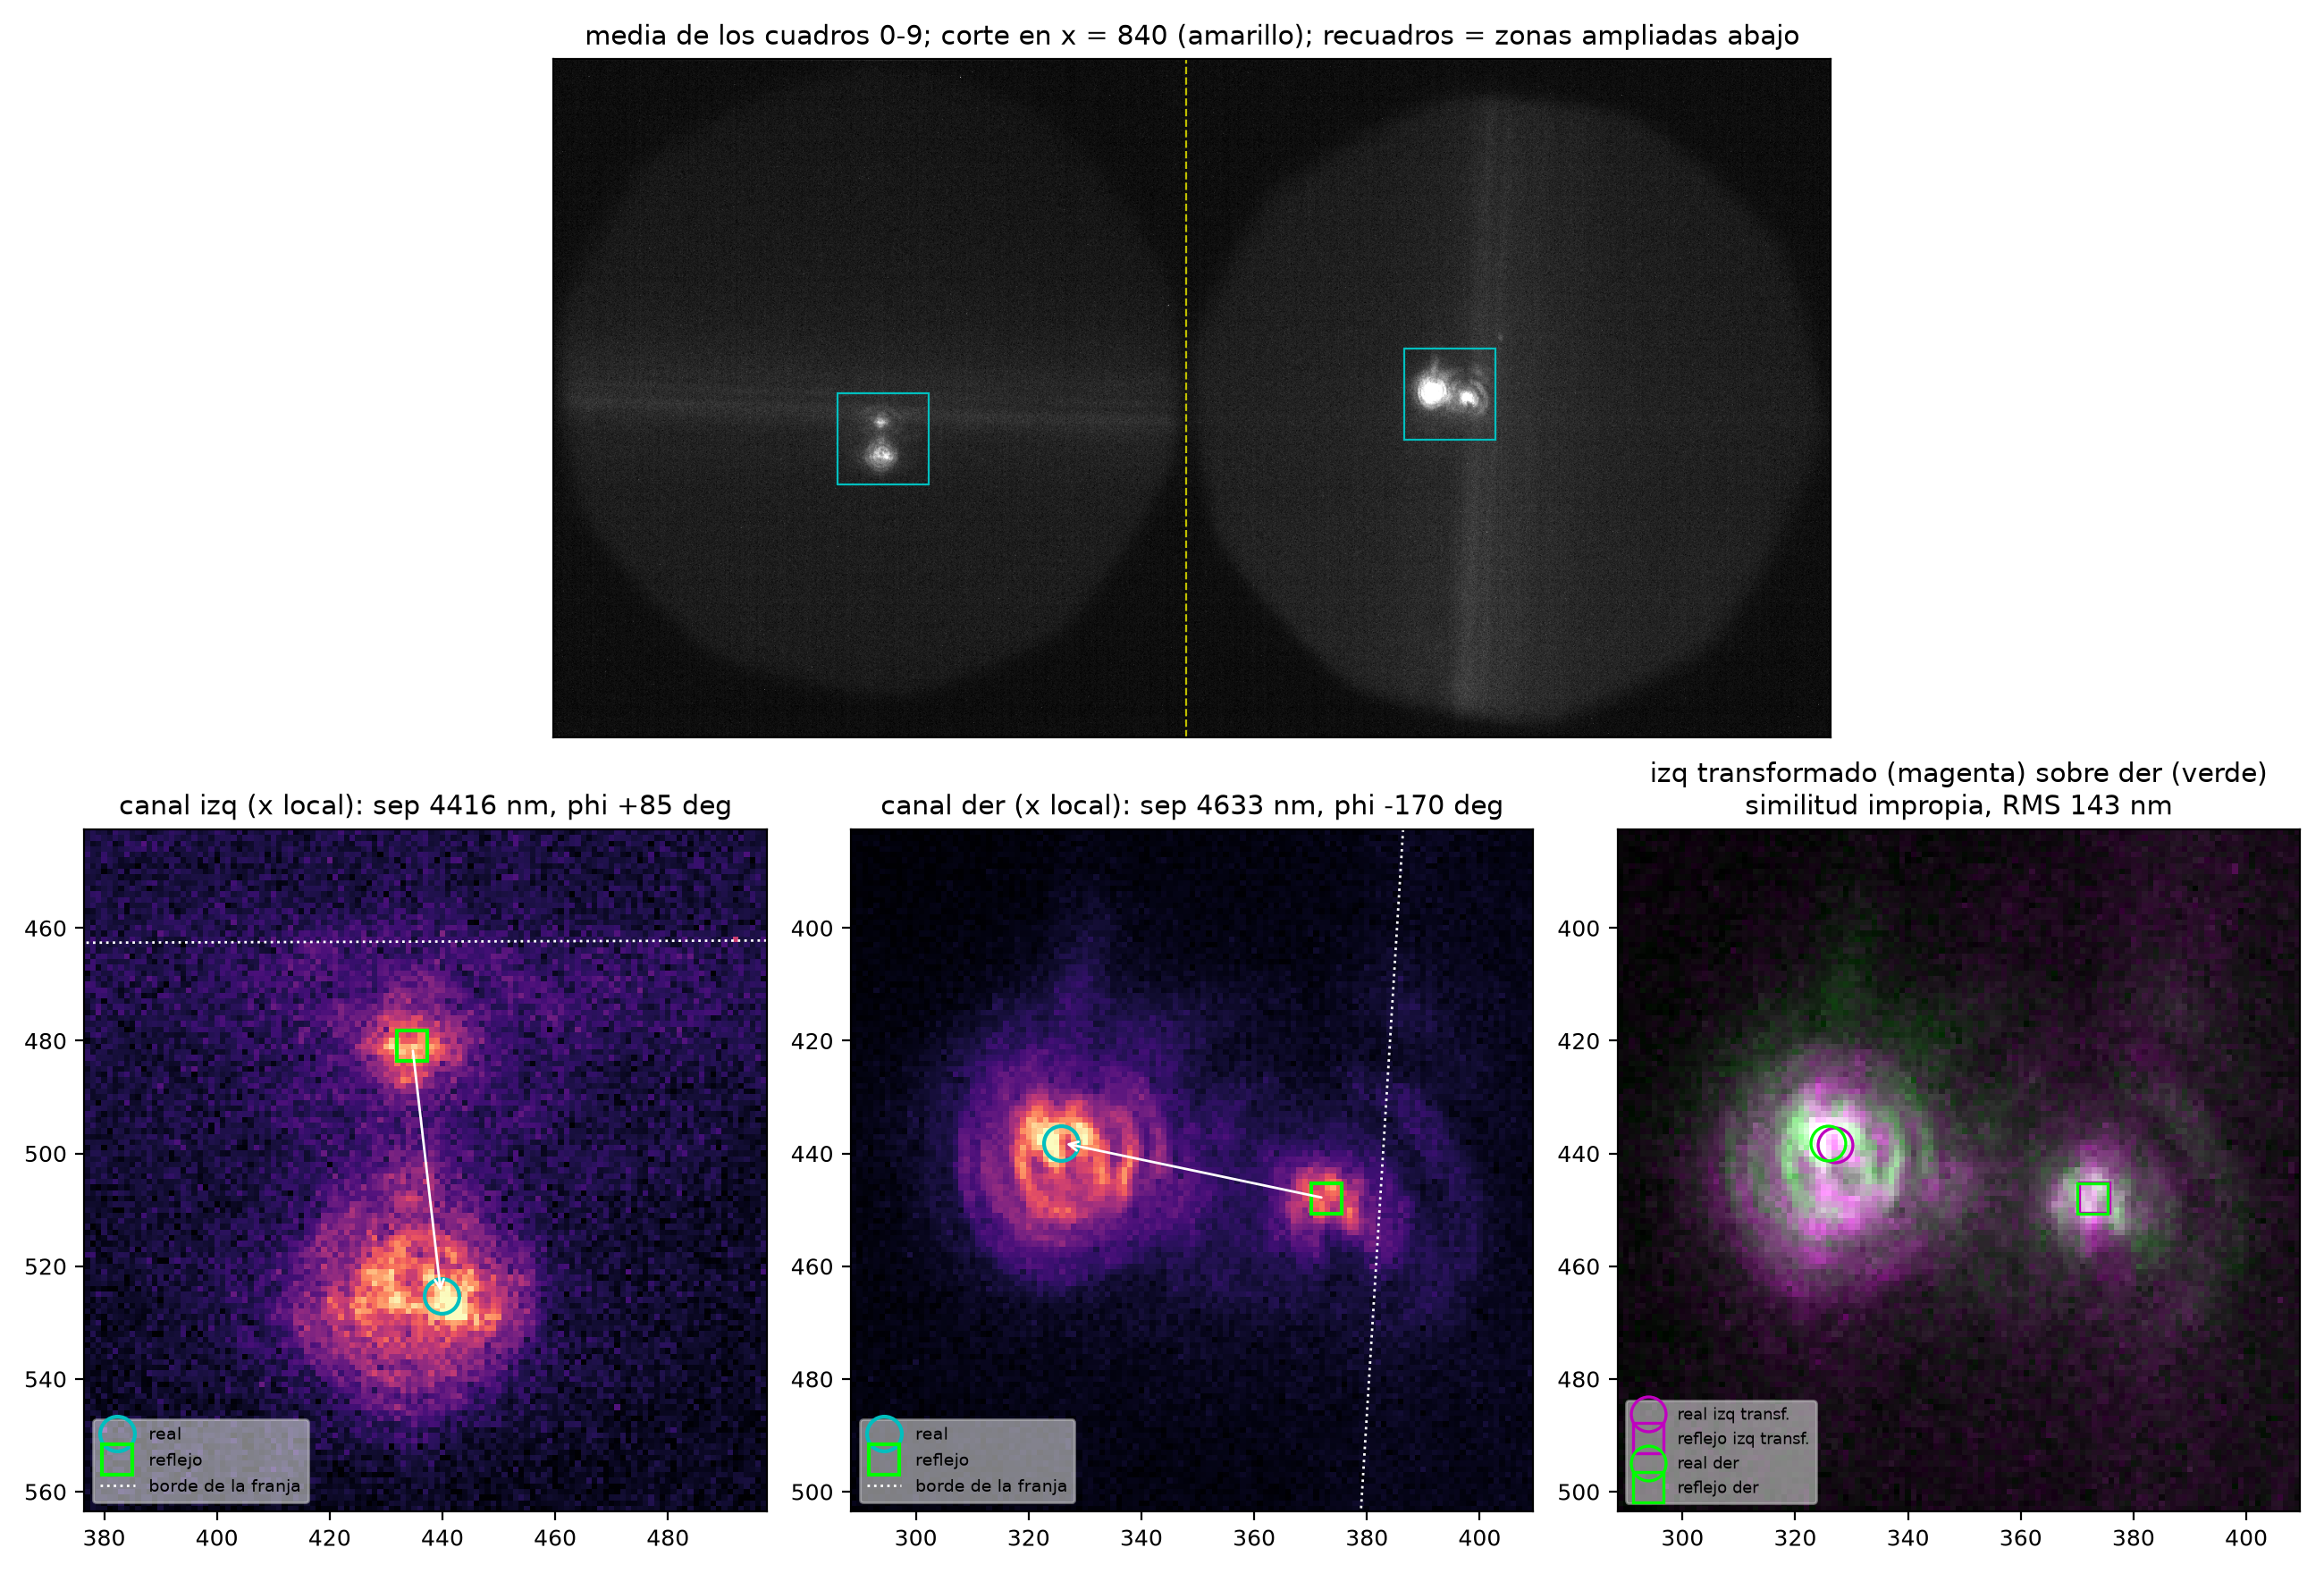 media de los cuadros 0-9; corte en x = 840 (amarillo); recuadros = zonas ampliadas abajo
canal izq (x local): sep 4416 nm, phi +85 deg
460
480
500
520
540
560
380
400
420
440
460
480
real
reflejo
borde de la franja
canal der (x local): sep 4633 nm, phi -170 deg
400
420
440
460
480
500
300
320
340
360
380
400
real
reflejo
borde de la franja
izq transformado (magenta) sobre der (verde)
similitud impropia, RMS 143 nm
400
420
440
460
480
500
300
320
340
360
380
400
real izq transf.
reflejo izq transf.
real der
reflejo der